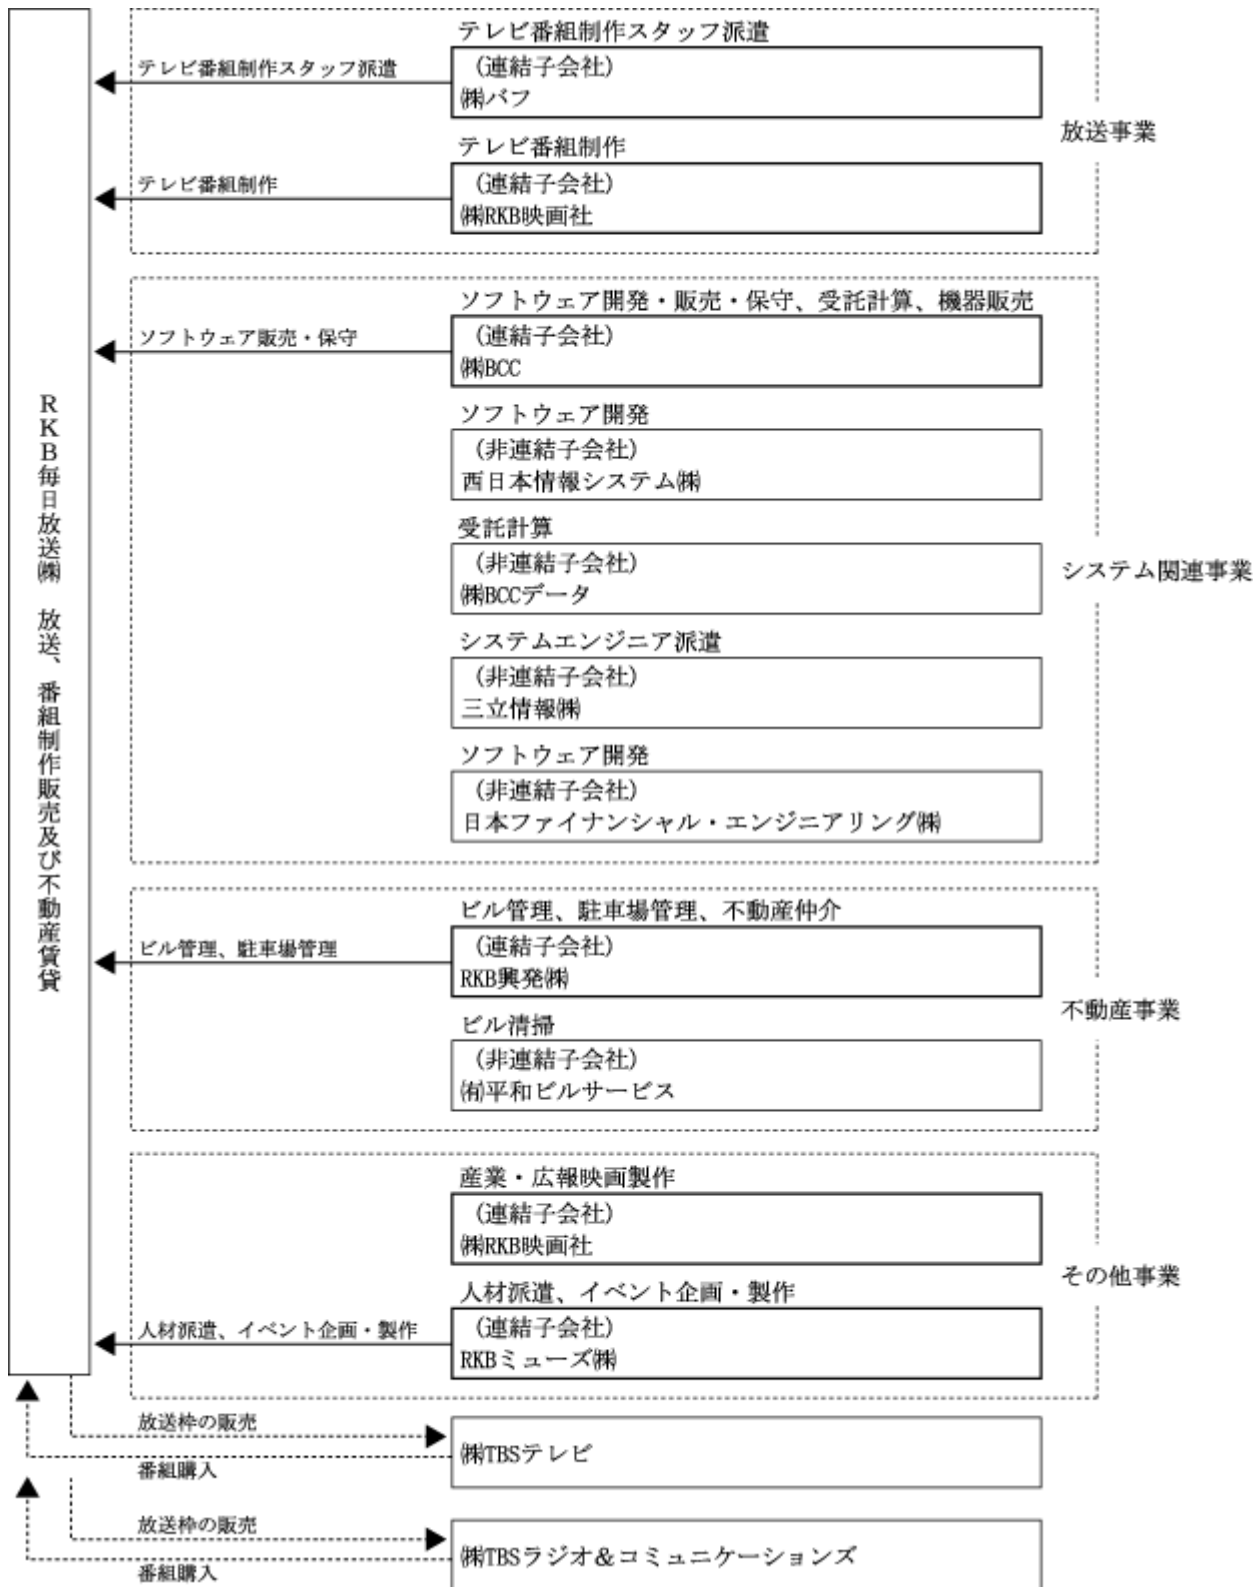 RKB毎日放送㈱ 放送、番組制作販売及び不動産賃貸
テレビ番組制作スタッフ派遣
テレビ番組制作スタッフ派遣
（連結子会社）
㈱バフ
放送事業
テレビ番組制作
テレビ番組制作
（連結子会社）
㈱RKB映画社
ソフトウェア開発・販売・保守、受託計算、機器販売
ソフトウェア販売・保守
（連結子会社）
㈱BCC
ソフトウェア開発
（非連結子会社）
西日本情報システム㈱
受託計算
（非連結子会社）
㈱BCCデータ
システム関連事業
システムエンジニア派遣
（非連結子会社）
三立情報㈱
ソフトウェア開発
（非連結子会社）
日本ファイナンシャル・エンジニアリング㈱
ビル管理、駐車場管理、不動産仲介
ビル管理、駐車場管理
（連結子会社）
RKB興発㈱
不動産事業
ビル清掃
（非連結子会社）
㈲平和ビルサービス
産業・広報映画製作
（連結子会社）
㈱RKB映画社
その他事業
人材派遣、イベント企画・製作
人材派遣、イベント企画・製作
（連結子会社）
RKBミューズ㈱
放送枠の販売
㈱TBSテレビ
番組購入
放送枠の販売
㈱TBSラジオ＆コミュニケーションズ
番組購入